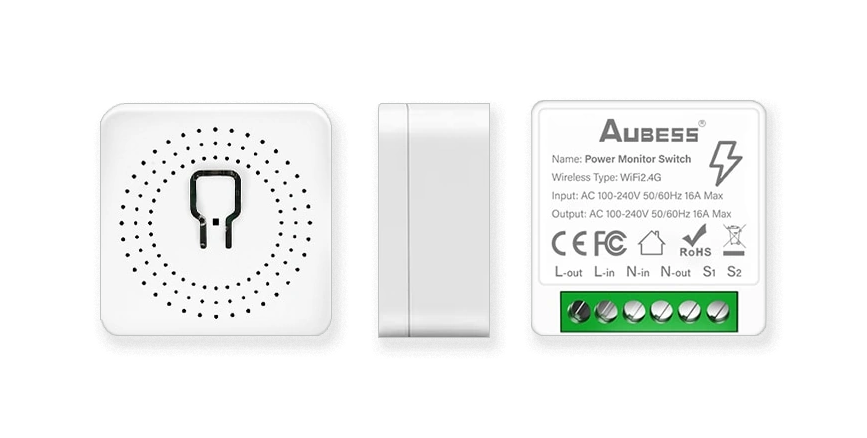 AUBESS®
Name: Power Monitor Switch
Wireless Type: WiFi2.4G
Input: AC 100-240V 50/60Hz 16A Max
Output: AC 100-240V 50/60Hz 16A Max
CE FC RoHS
L-out L-in N-in N-out S1 S2